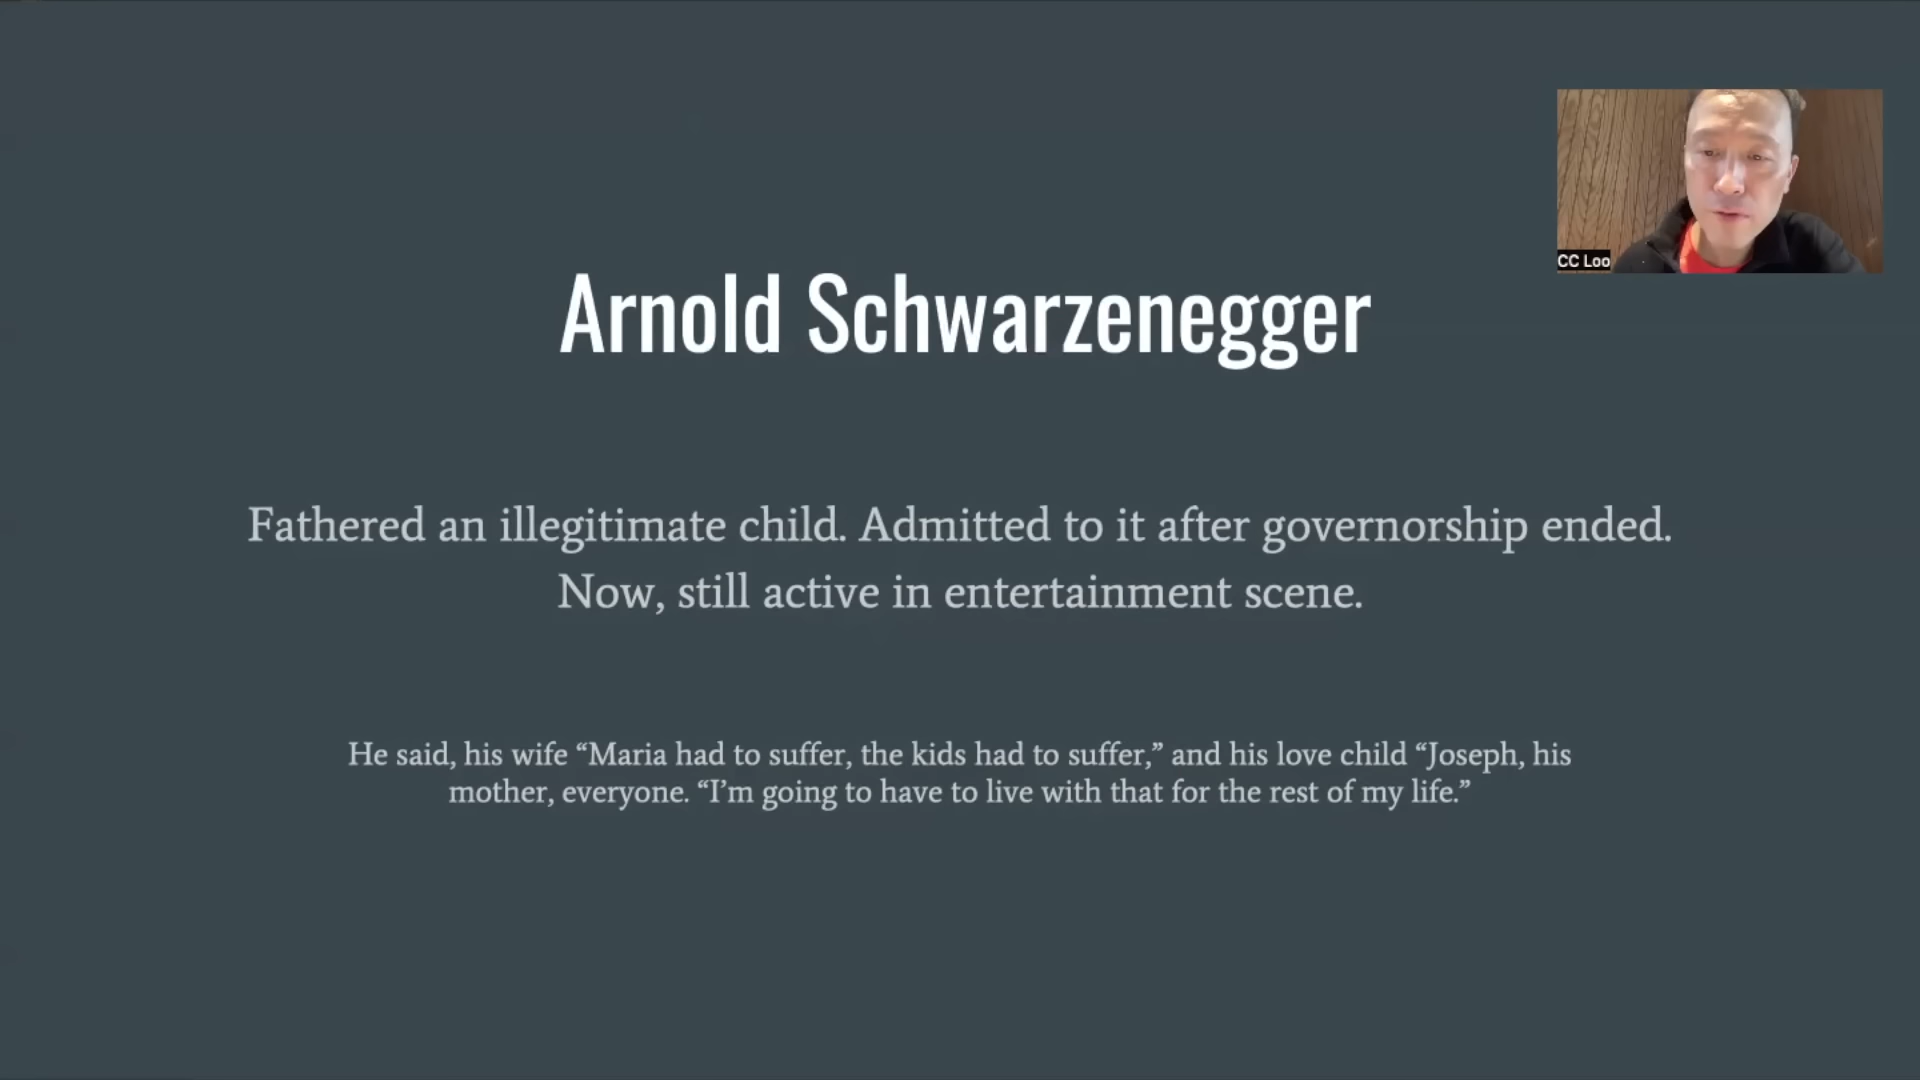 CC Loo
Arnold Schwarzenegger
Fathered an illegitimate child. Admitted to it after governorship ended.
Now, still active in entertainment scene.
He said, his wife “Maria had to suffer, the kids had to suffer,” and his love child “Joseph, his
mother, everyone. “I’m going to have to live with that for the rest of my life.”